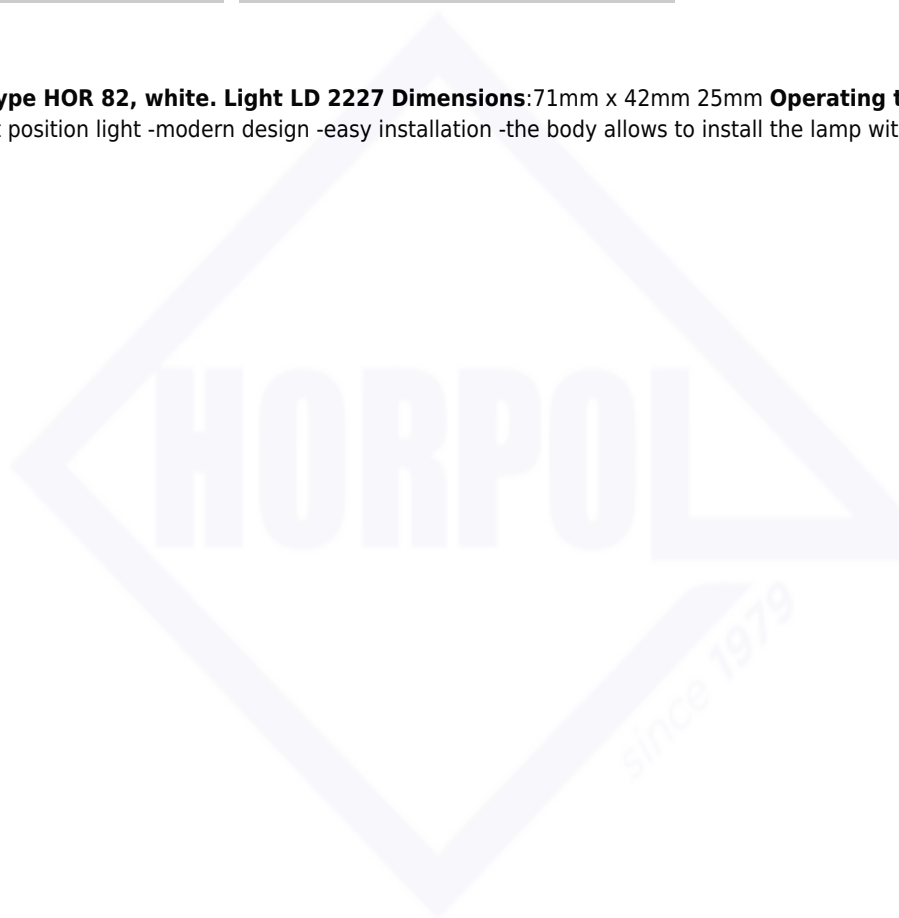 ype HOR 82, white. Light LD 2227 Dimensions:71mm x 42mm 25mm Operating t
position light -modern design -easy installation -the body allows to install the lamp wit
HORPOL
since 1979